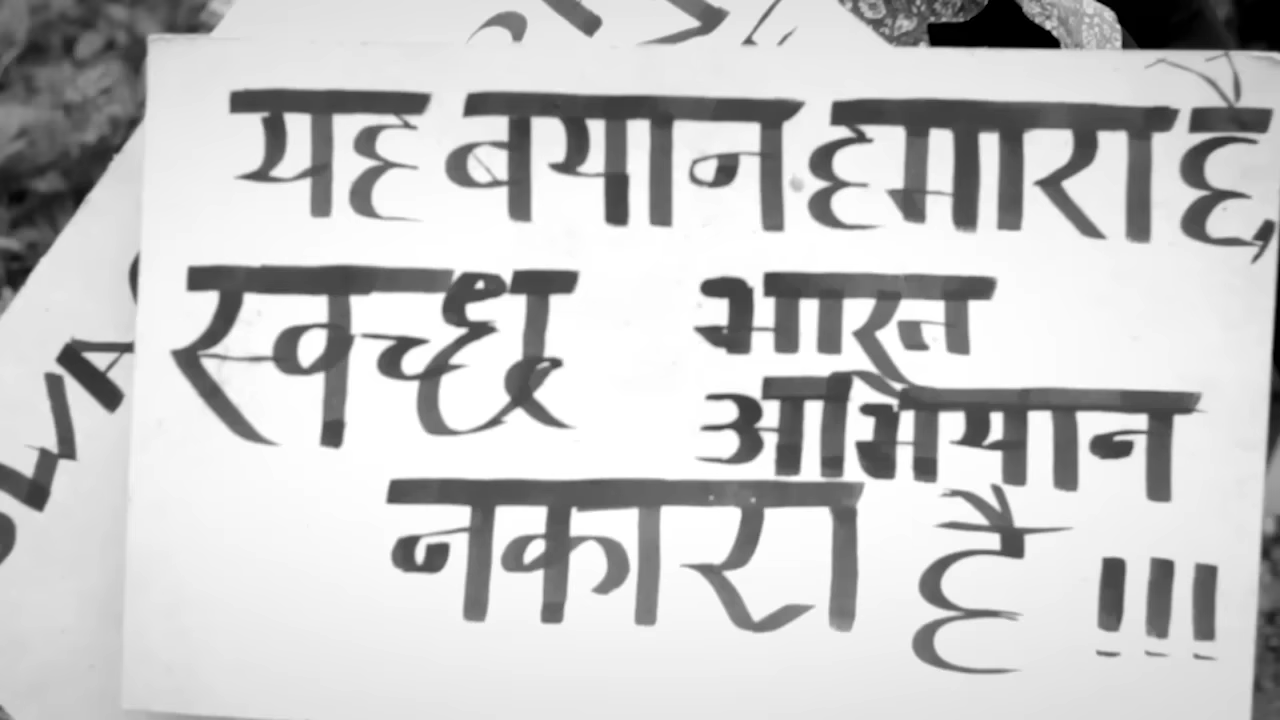 यह बयान हमारा है,
स्वच्छ भारत
अभियान
नकारा है !!!